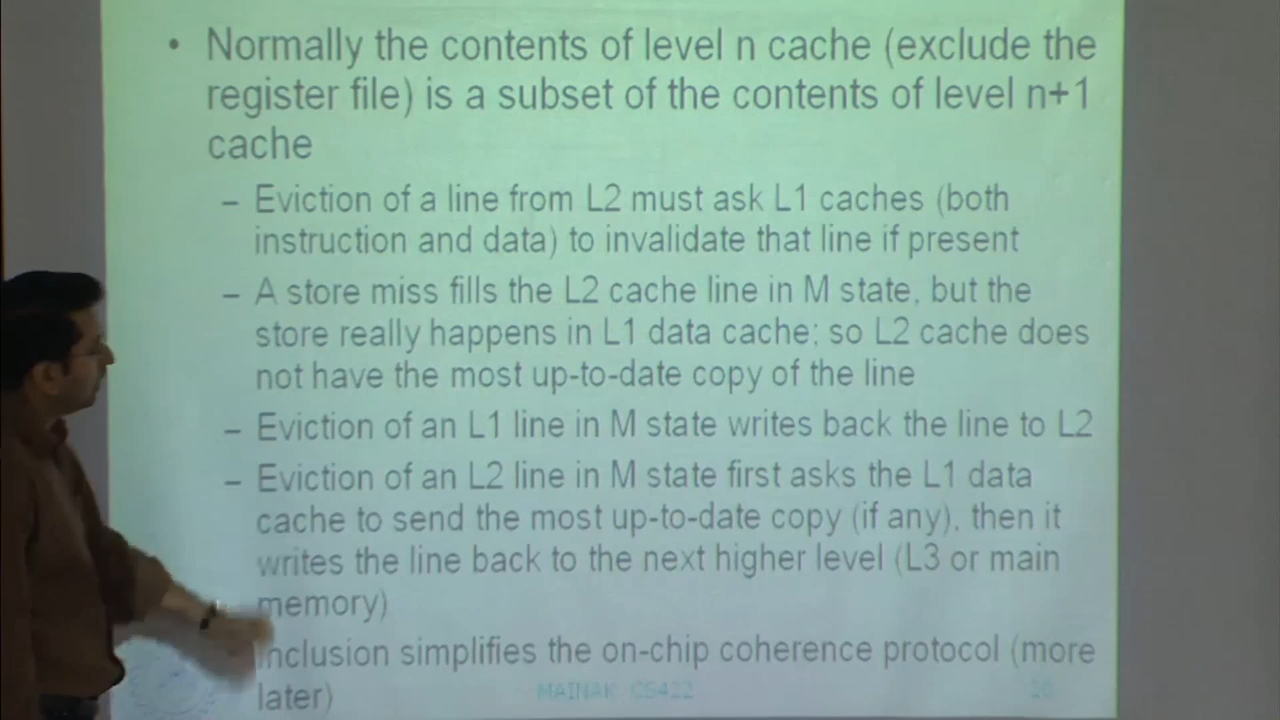 • Normally the contents of level n cache (exclude the
register file) is a subset of the contents of level n+1
cache
– Eviction of a line from L2 must ask L1 caches (both
instruction and data) to invalidate that line if present
– A store miss fills the L2 cache line in M state, but the
store really happens in L1 data cache; so L2 cache does
not have the most up-to-date copy of the line
– Eviction of an L1 line in M state writes back the line to L2
– Eviction of an L2 line in M state first asks the L1 data
cache to send the most up-to-date copy (if any), then it
writes the line back to the next higher level (L3 or main
memory)
Inclusion simplifies the on-chip coherence protocol (more
later)
MAINAK CS422
20